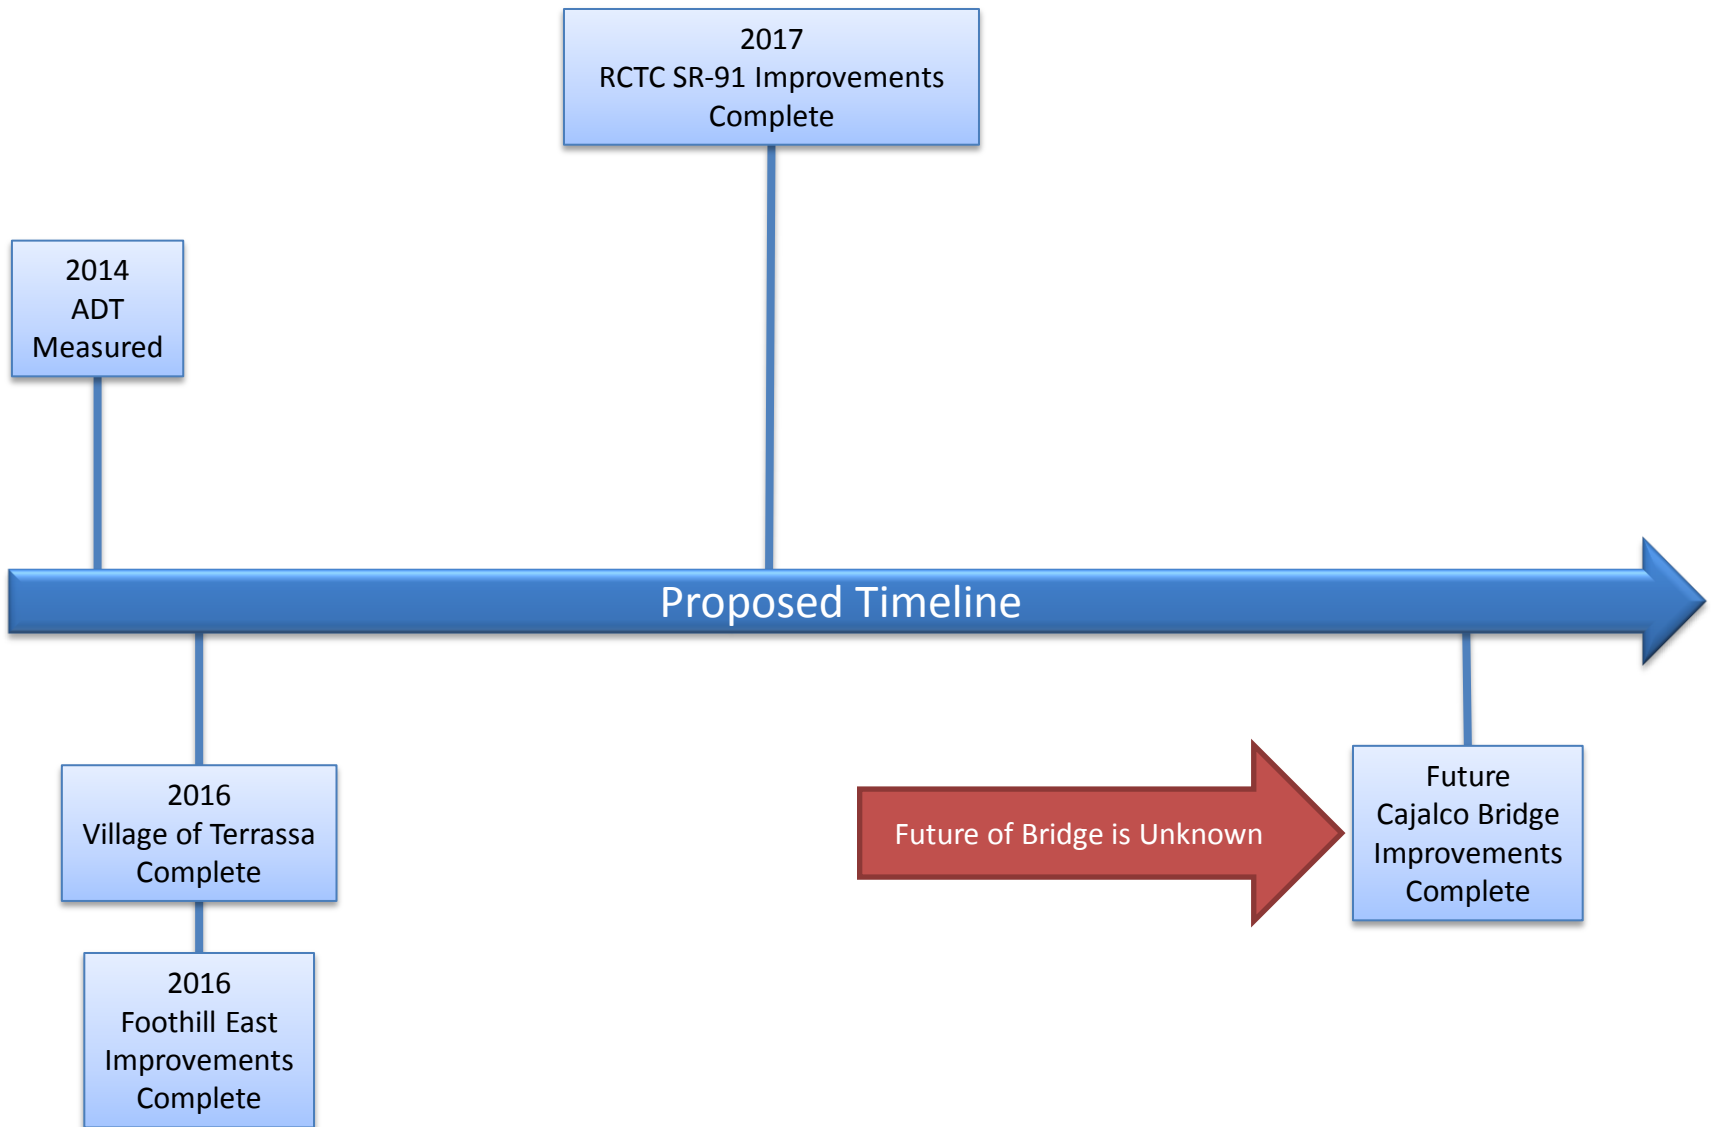 2017
RCTC SR-91 Improvements
Complete
2014
ADT
Measured
Proposed Timeline
2016
Village of Terrassa
Complete
2016
Foothill East
Improvements
Complete
Future of Bridge is Unknown
Future
Cajalco Bridge
Improvements
Complete